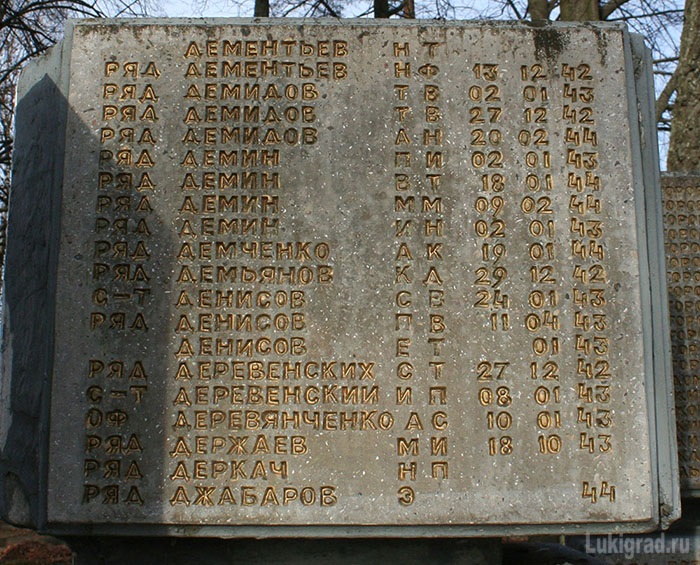 ДЕМЕНТЬЕВ Н Т
РЯД ДЕМЕНТЬЕВ Н Ф 13 12 42
РЯД ДЕМИДОВ Т В 02 01 43
РЯД ДЕМИДОВ Т В 27 12 42
РЯД ДЕМИДОВ А Н 20 02 44
РЯД ДЕМИН П И 02 01 43
РЯД ДЕМИН В Т 18 01 44
РЯД ДЕМИН М М 09 02 44
РЯД ДЕМИН И Н 02 01 43
РЯД ДЕМЧЕНКО А К 19 01 44
РЯД ДЕМЬЯНОВ К Д 29 12 42
С-Т ДЕНИСОВ С В 24 01 43
РЯД ДЕНИСОВ П В 11 04 43
ДЕНИСОВ Е Т 01 43
РЯД ДЕРЕВЕНСКИХ С Т 27 12 42
С-Т ДЕРЕВЕНСКИЙ И П 08 01 43
ОФ ДЕРЕВЯНЧЕНКО А С 10 01 43
РЯД ДЕРЖАЕВ М И 18 10 43
РЯД ДЕРКАЧ Н П
РЯД ДЖАБАРОВ Э 44
Lukigrad.ru